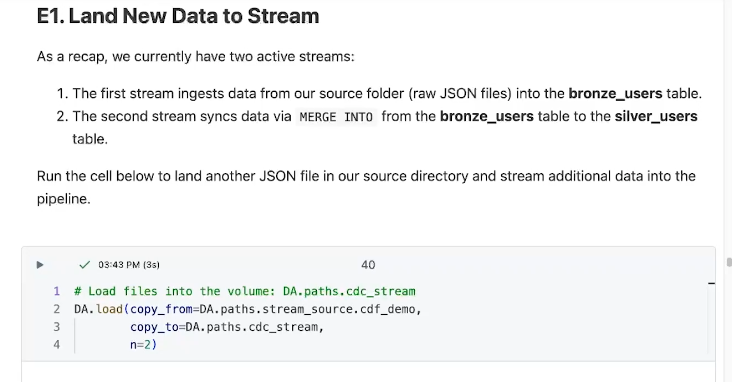 E1. Land New Data to Stream
As a recap, we currently have two active streams:
1. The first stream ingests data from our source folder (raw JSON files) into the bronze_users table.
2. The second stream syncs data via MERGE INTO from the bronze_users table to the silver_users
table.
Run the cell below to land another JSON file in our source directory and stream additional data into the
pipeline.
03:43 PM (3s) 40
1 # Load files into the volume: DA.paths.cdc_stream
2 DA.load(copy_from=DA.paths.stream_source.cdf_demo,
3 copy_to=DA.paths.cdc_stream,
4 n=2)